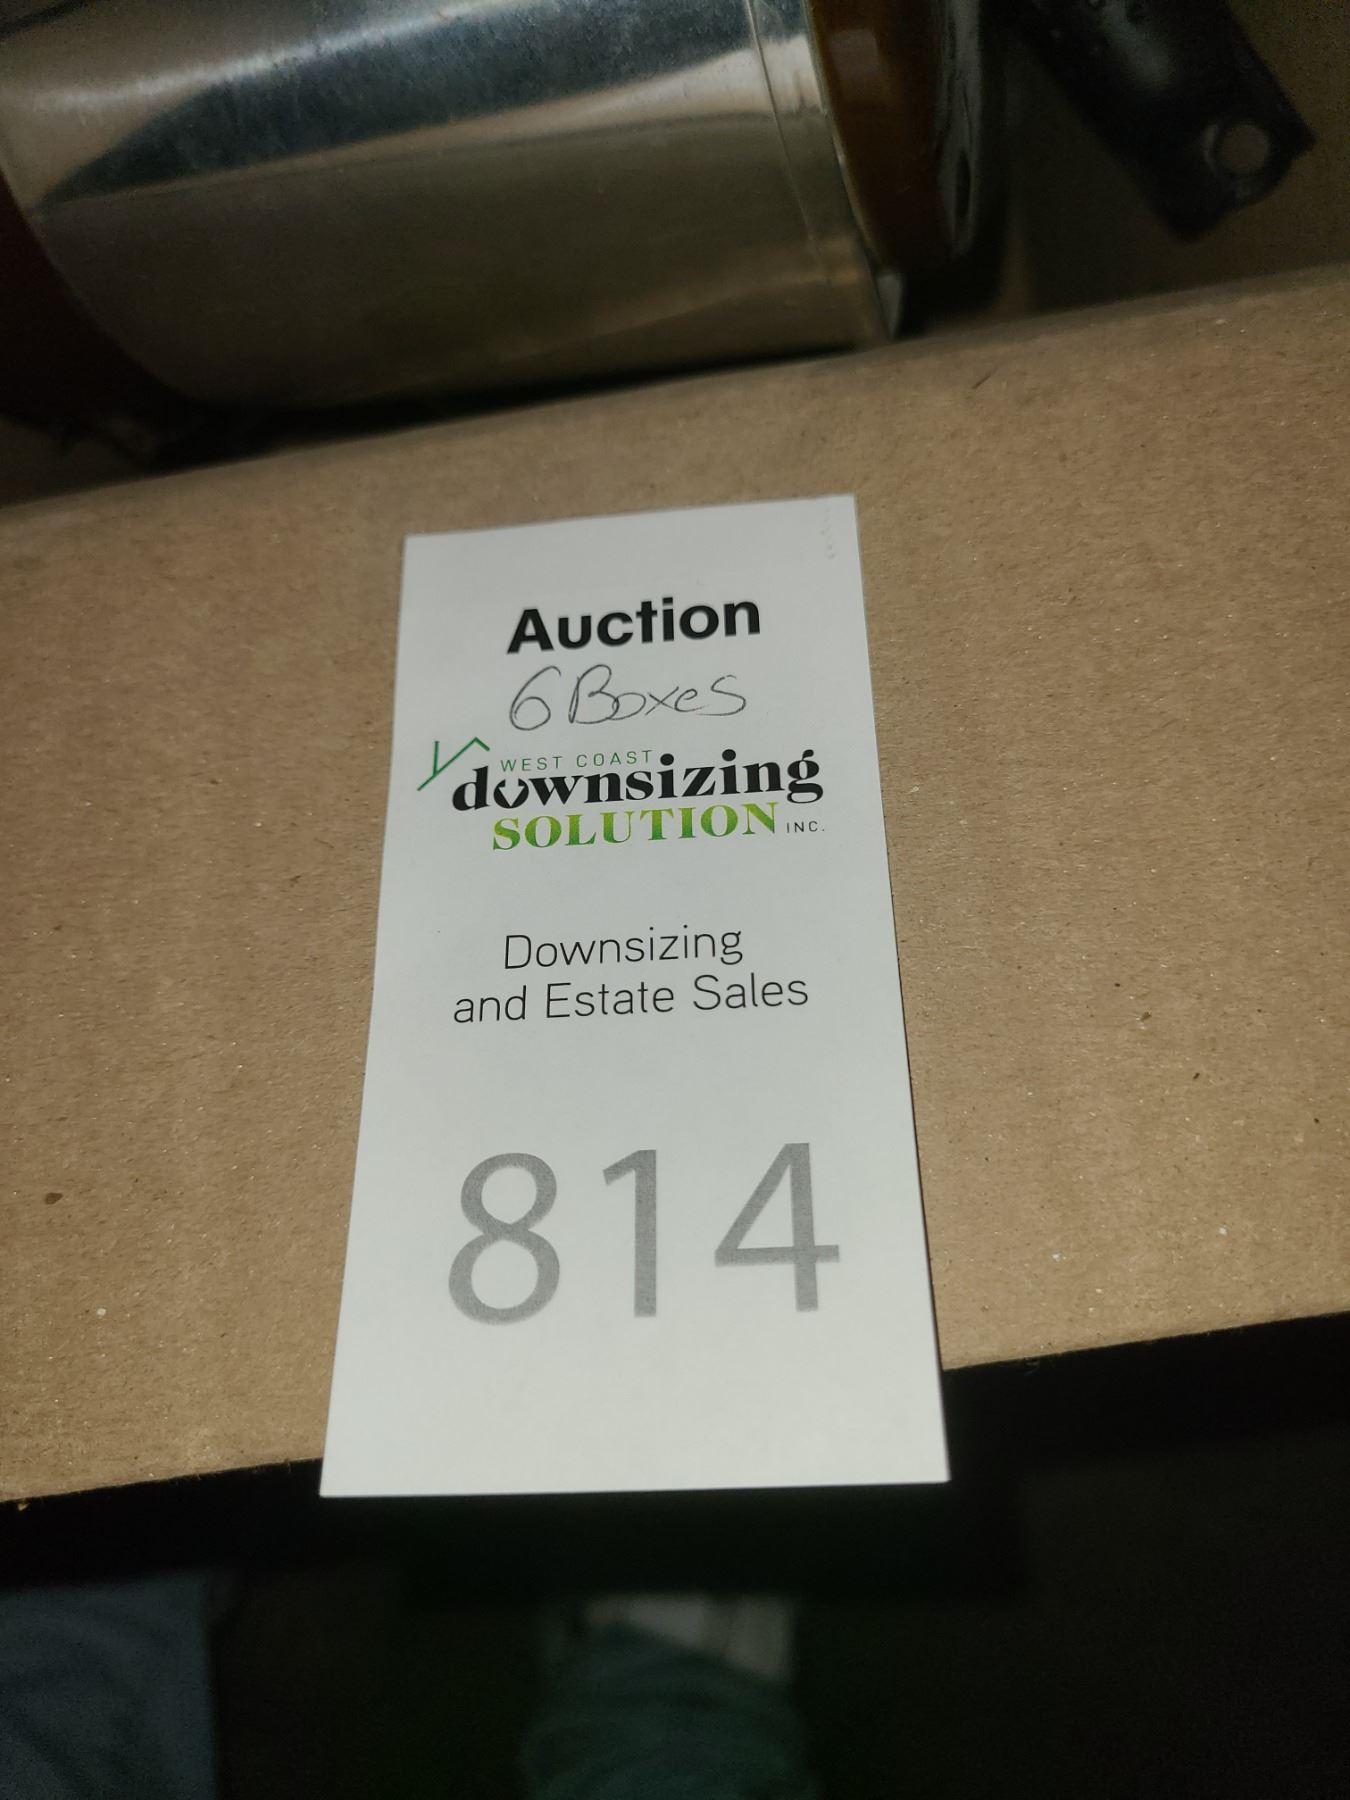 Auction
6 Boxes
WEST COAST
downsizing
SOLUTION INC.
Downsizing
and Estate Sales
814